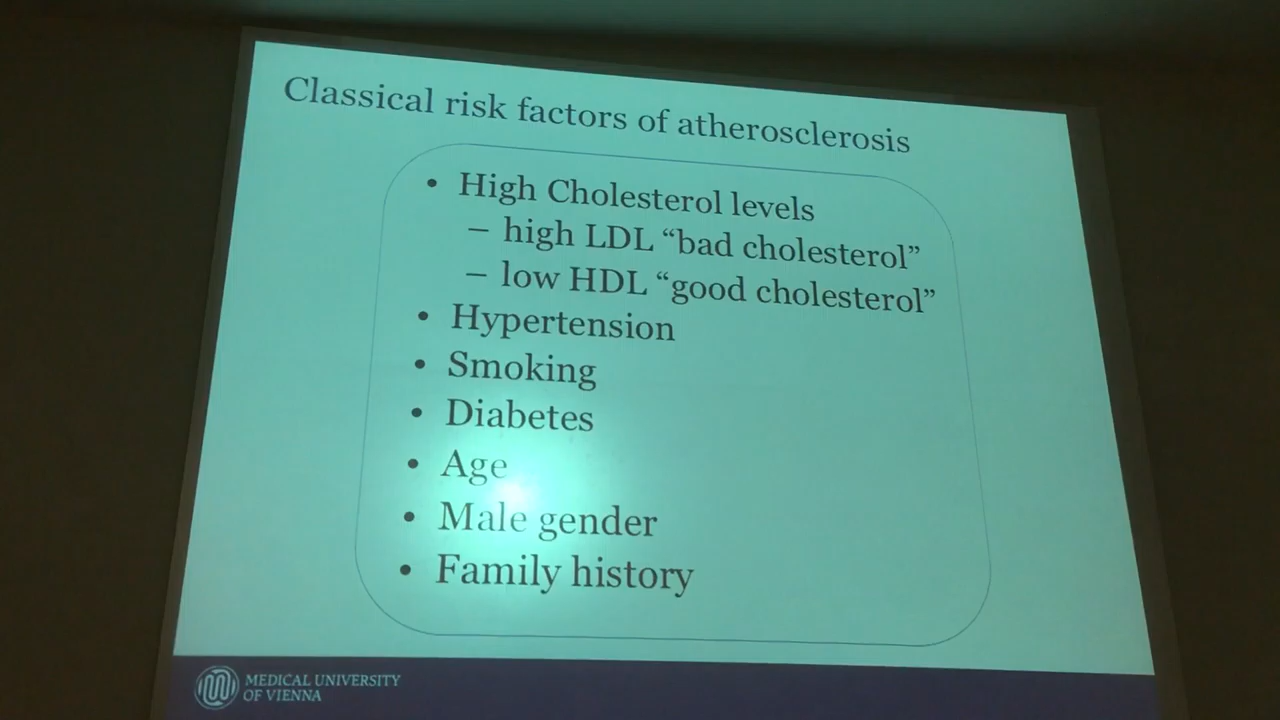 Classical risk factors of atherosclerosis
• High Cholesterol levels
– high LDL “bad cholesterol”
– low HDL “good cholesterol”
• Hypertension
• Smoking
• Diabetes
• Age
• Male gender
• Family history
MEDICAL UNIVERSITY
OF VIENNA